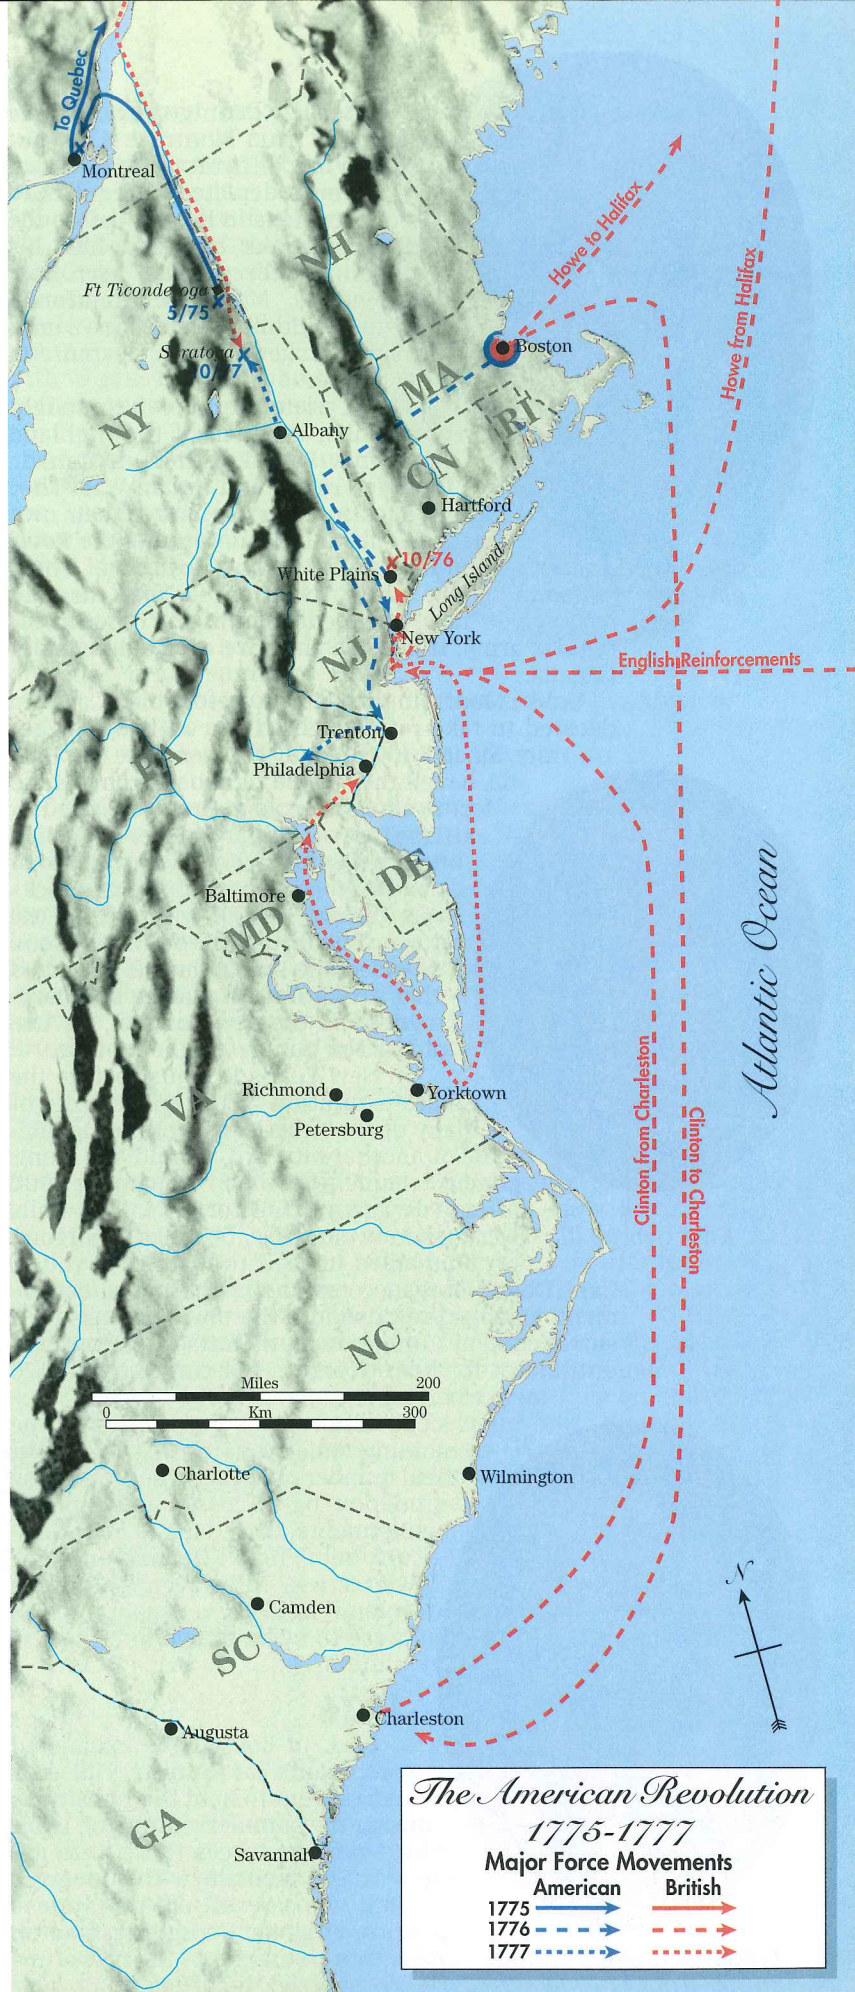 To Quebec
Montreal
Howe to Halifax
NH
Howe from Halifax
Ft Ticonderoga
5/75
Saratoga
10/77
Boston
MA
RI
NY
Albany
CN
Hartford
10/76
White Plains
Long Island
New York
NJ
English Reinforcements
Trenton
PA
Philadelphia
DE
Baltimore
MD
Atlantic Ocean
VA
Richmond
Yorktown
Petersburg
Clinton from Charleston
Clinton to Charleston
NC
Miles 200
0 Km 300
Charlotte
Wilmington
N
Camden
SC
Charleston
Augusta
GA
Savannah
The American Revolution
1775-1777
Major Force Movements
American British
1775
1776
1777